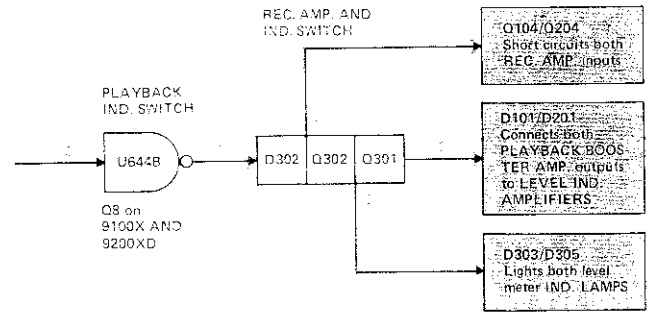 REC. AMP. AND
IND. SWITCH
Q104/Q204
Short circuits both
REC. AMP. inputs
PLAYBACK
IND. SWITCH
U644B
D302 Q302 Q301
D101/D201
Connects both
PLAYBACK BOOS
TER AMP. outputs
to LEVEL IND.
AMPLIFIERS
Q8 on
9100X AND
9200XD
D303/D305
Lights both level
meter IND. LAMPS